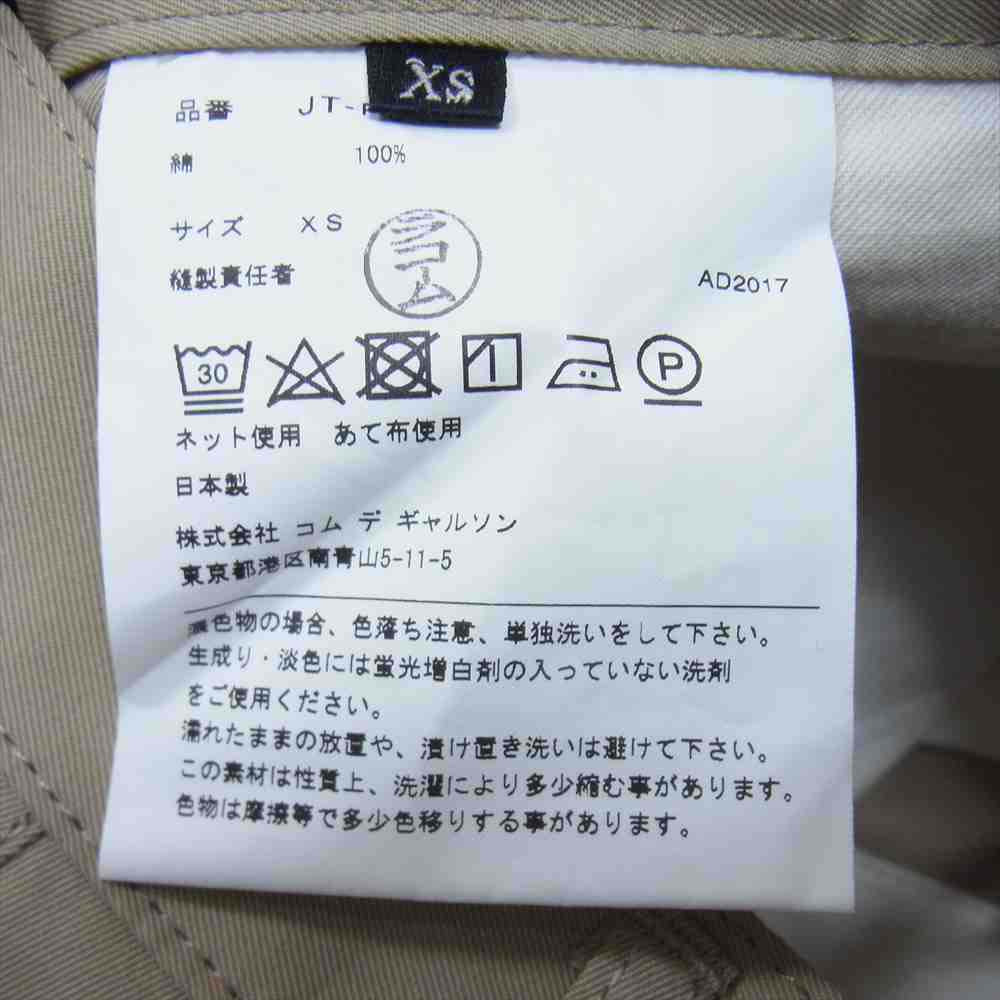 XS
品番 JT-
綿 100%
サイズ XS
縫製責任者 ツコム AD2017
30 P
ネット使用 あて布使用
日本製
株式会社 コム デ ギャルソン
東京都港区南青山5-11-5
濃色物の場合、色落ち注意、単独洗いをして下さい。
生成り・淡色には蛍光増白剤の入っていない洗剤
をご使用ください。
濡れたままの放置や、漬け置き洗いは避けて下さい。
この素材は性質上、洗濯により多少縮む事があります。
色物は摩擦等で多少色移りする事があります。